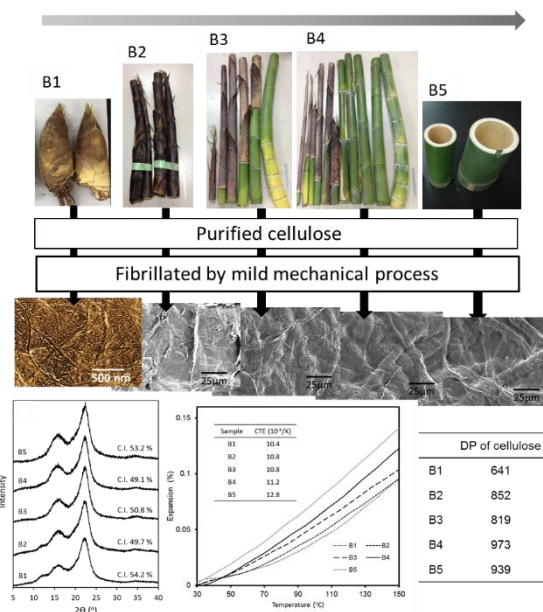 B1
B2
B3
B4
B5
Purified cellulose
Fibrillated by mild mechanical process
500 nm
25μm
25μm
25μm
25μm
Intensity
B5
C.I. 53.2 %
B4
C.I. 49.1 %
B3
C.I. 50.8 %
B2
C.I. 49.7 %
B1
C.I. 54.2 %
5 10 15 20 25 30 35 40
2Θ (º)
Expansion (%)
0.15
0.1
0.05
0
Sample CTE (10⁻⁶/K)
B1 10.4
B2 10.8
B3 10.8
B4 11.2
B5 12.8
B1 B2
B3 B4
B5
30 50 70 90 110 130 150
Temperature (ºC)
DP of cellulose
B1 641
B2 852
B3 819
B4 973
B5 939